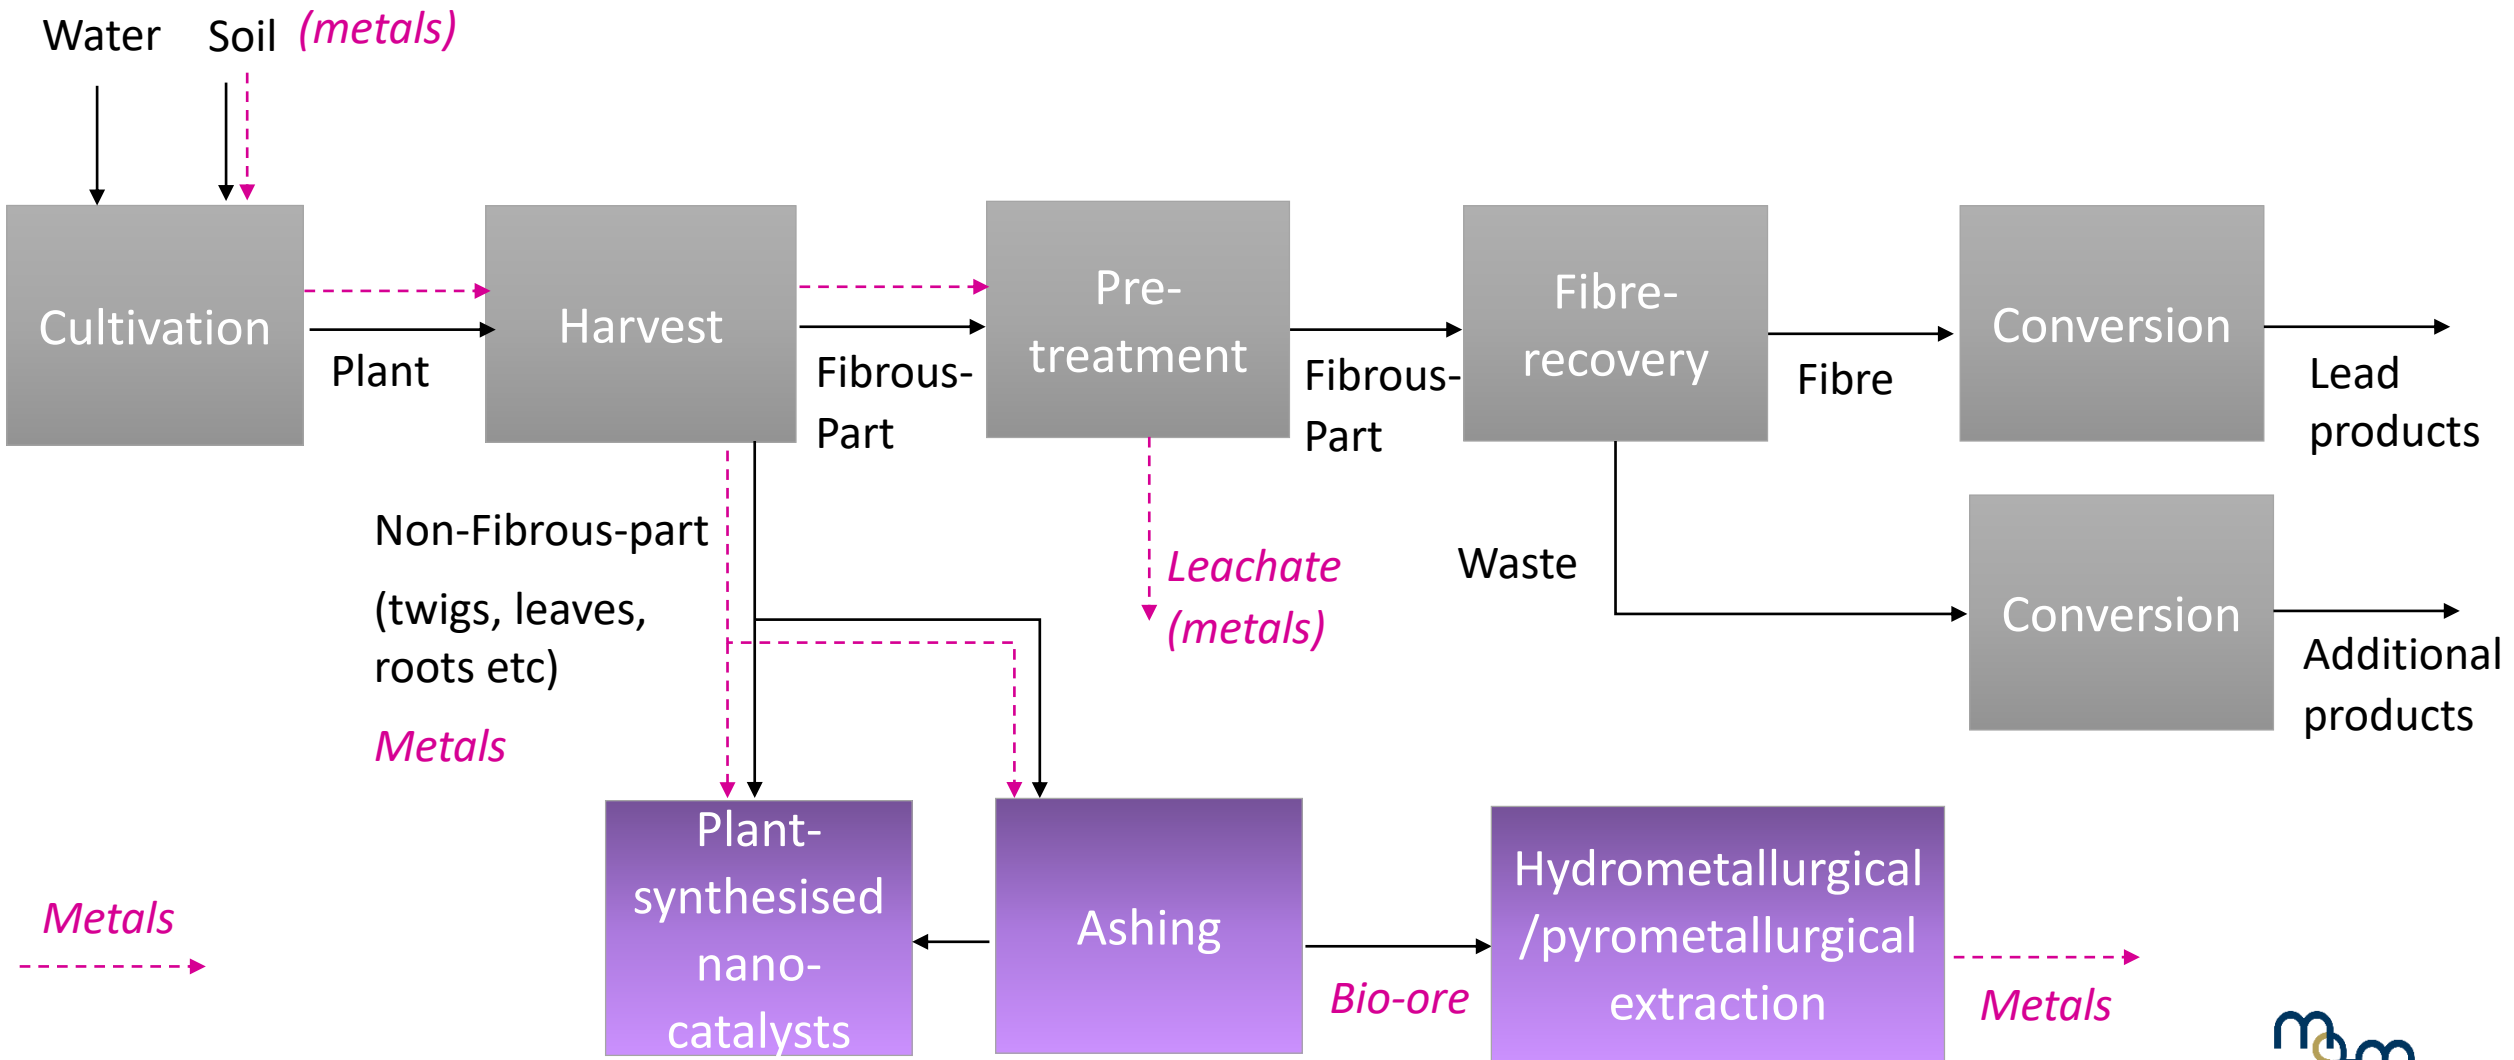 Water
Soil
(metals)
Cultivation
Plant
Harvest
Fibrous-
Part
Pre-
treatment
Fibrous-
Part
Fibre-
recovery
Fibre
Conversion
Lead
products
Non-Fibrous-part
(twigs, leaves,
roots etc)
Metals
Leachate
(metals)
Waste
Conversion
Additional
products
Metals
Plant-
synthesised
nano-
catalysts
Ashing
Bio-ore
Hydrometallurgical
/pyrometallurgical
extraction
Metals